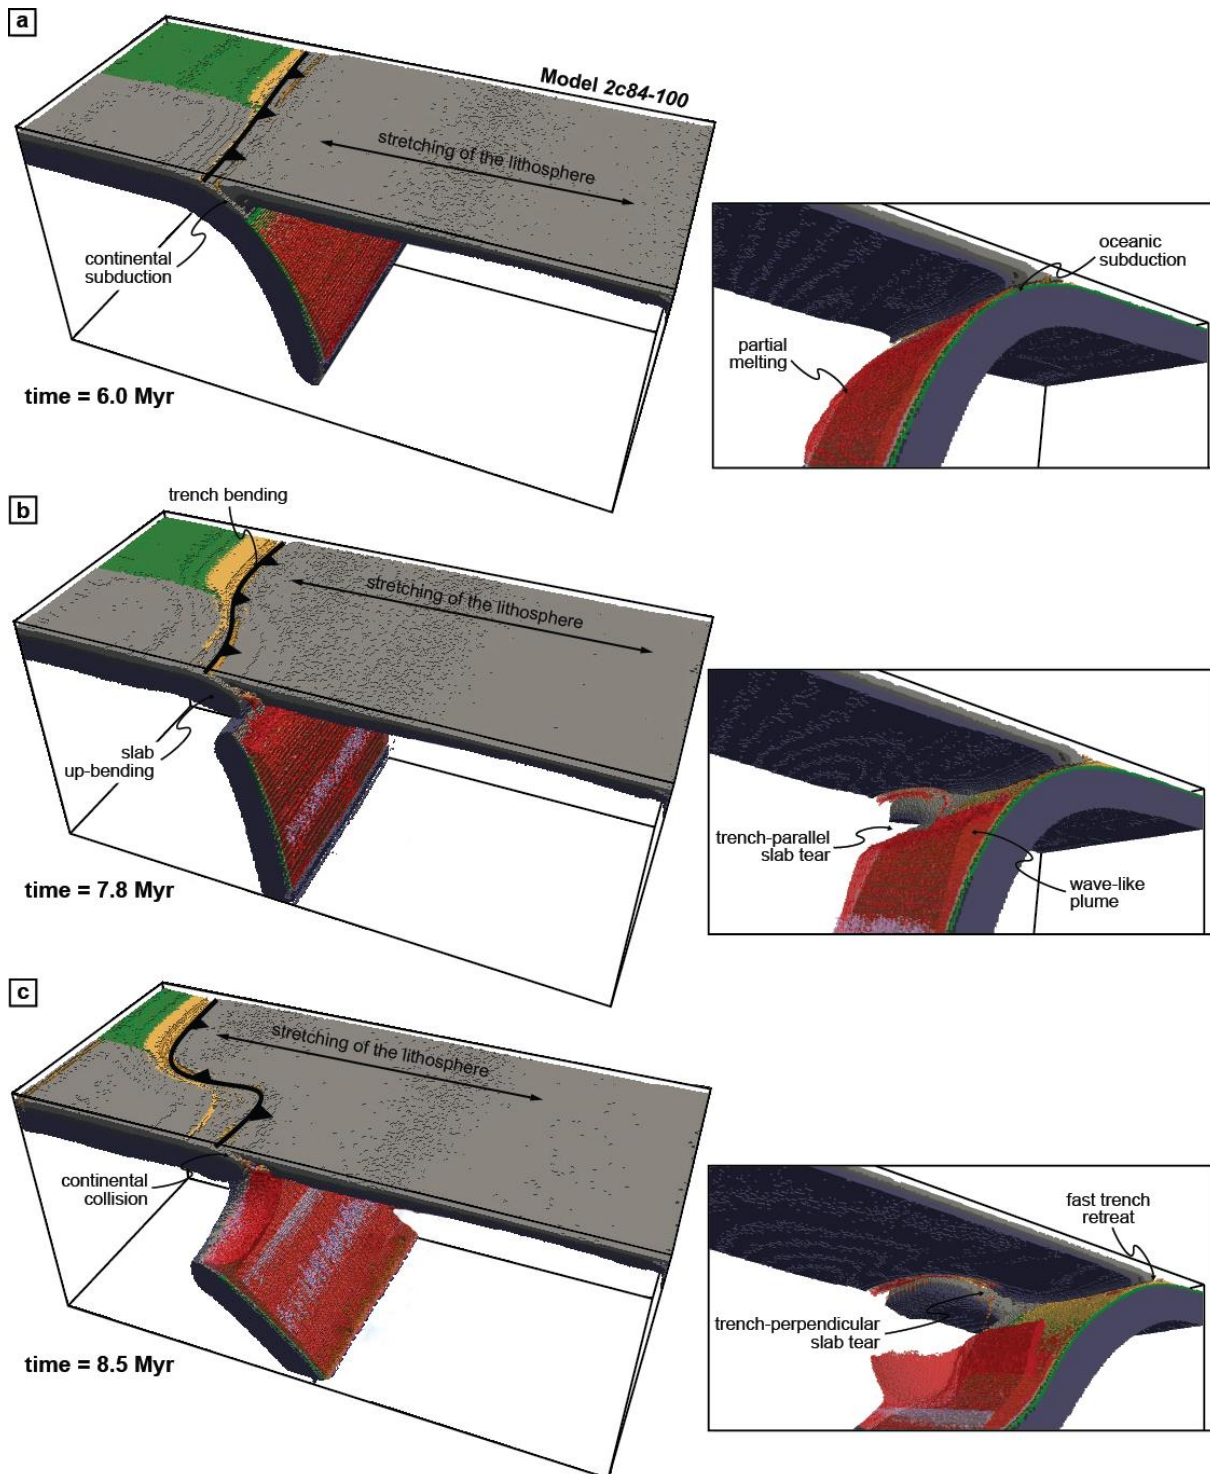 a
Model 2c84-100
stretching of the lithosphere
continental
subduction
time = 6.0 Myr
oceanic
subduction
partial
melting
b
trench bending
stretching of the lithosphere
slab
up-bending
time = 7.8 Myr
trench-parallel
slab tear
wave-like
plume
c
stretching of the lithosphere
continental
collision
time = 8.5 Myr
fast trench
retreat
trench-perpendicular
slab tear